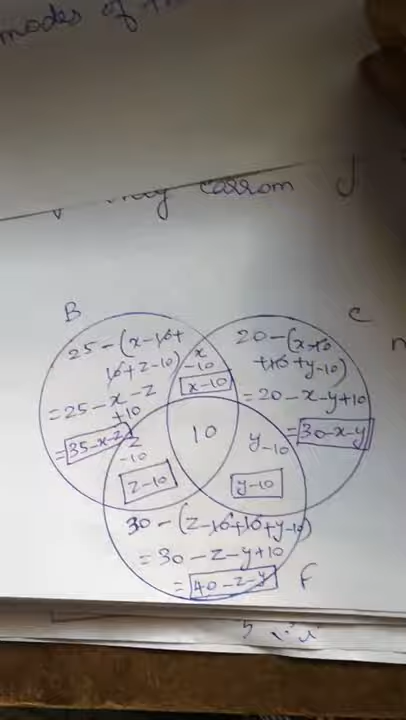 modes of
carrom
B
C
25-(x-10+
10+z-10)
=25-x-z
+10
=35-x-z
x
-10
x-10
20-(x-10
+10+y-10)
=20-x-y+10
=30-x-y
10
z
-10
z-10
y-10
y-10
30-(z-10+10+y-10)
=30-z-y+10
=40-z-y
F